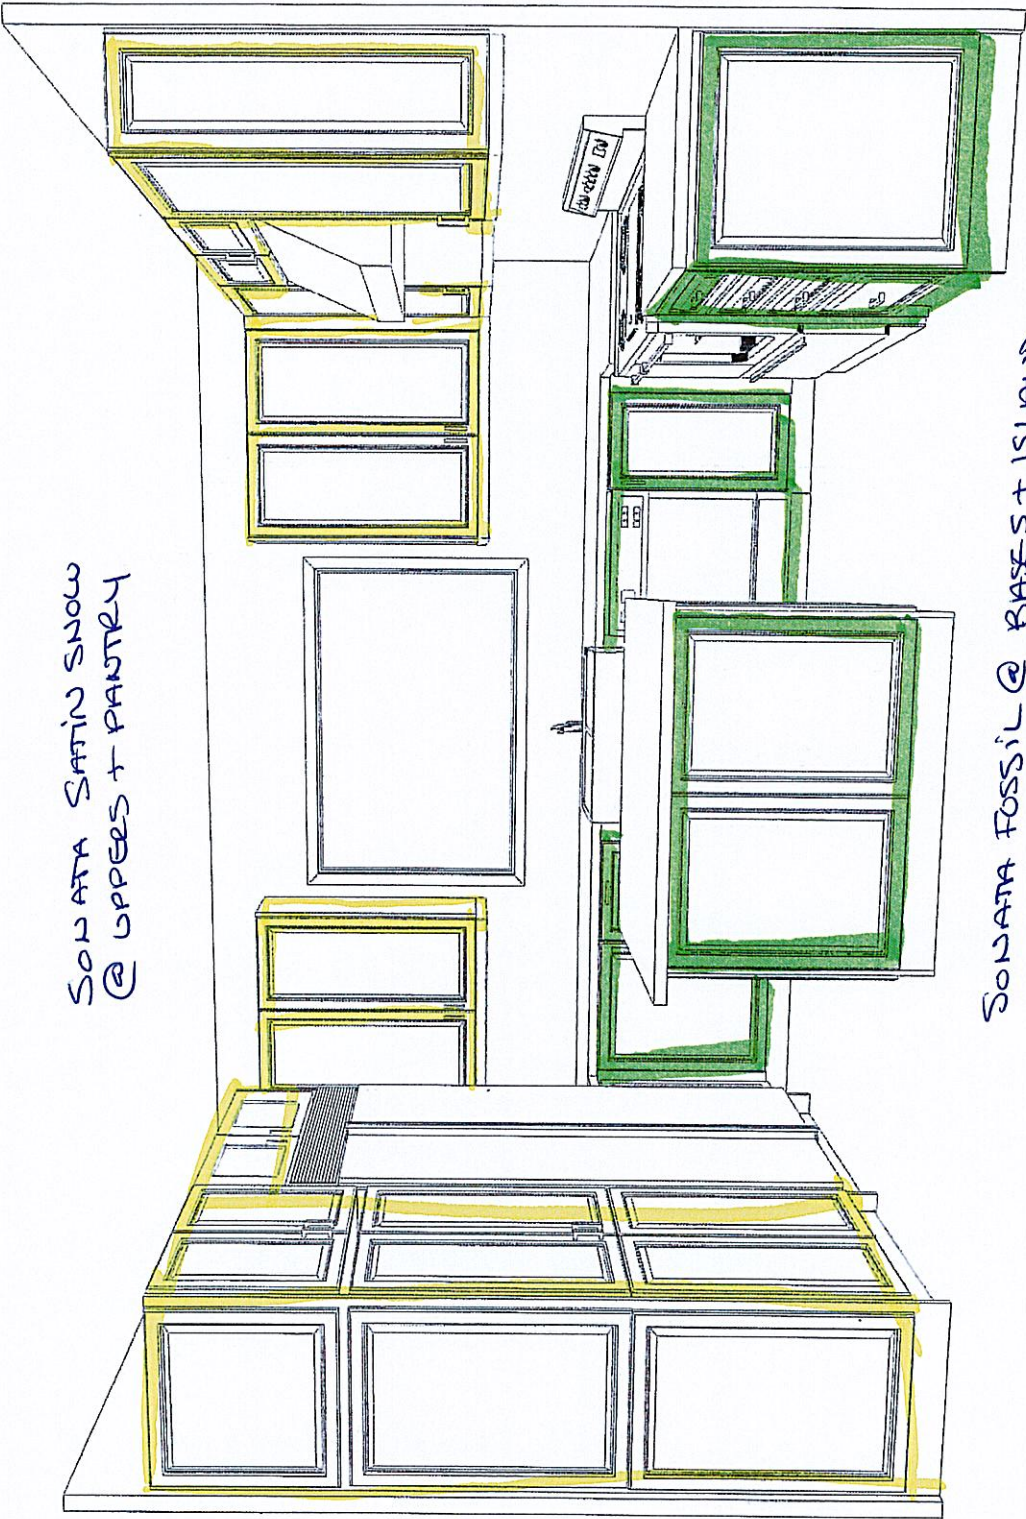 SONATA SATIN SNOW
@ UPPERS + PANTRY
SONATA FOSSIL @ BASES + ISLAND